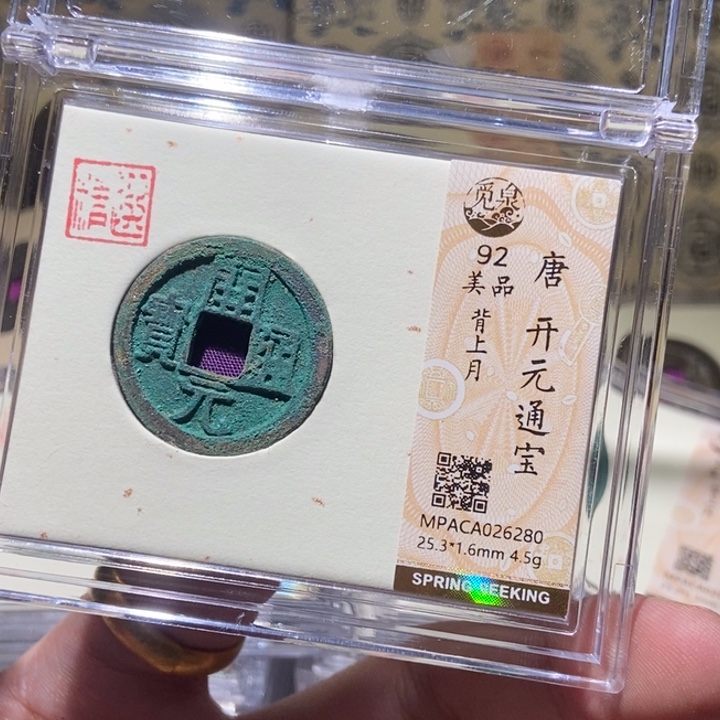 開
元
通
寳
觅泉
92
美品
背上月
唐 开元通宝
MPACA026280
25.3*1.6mm 4.5g
SPRING SEEKING